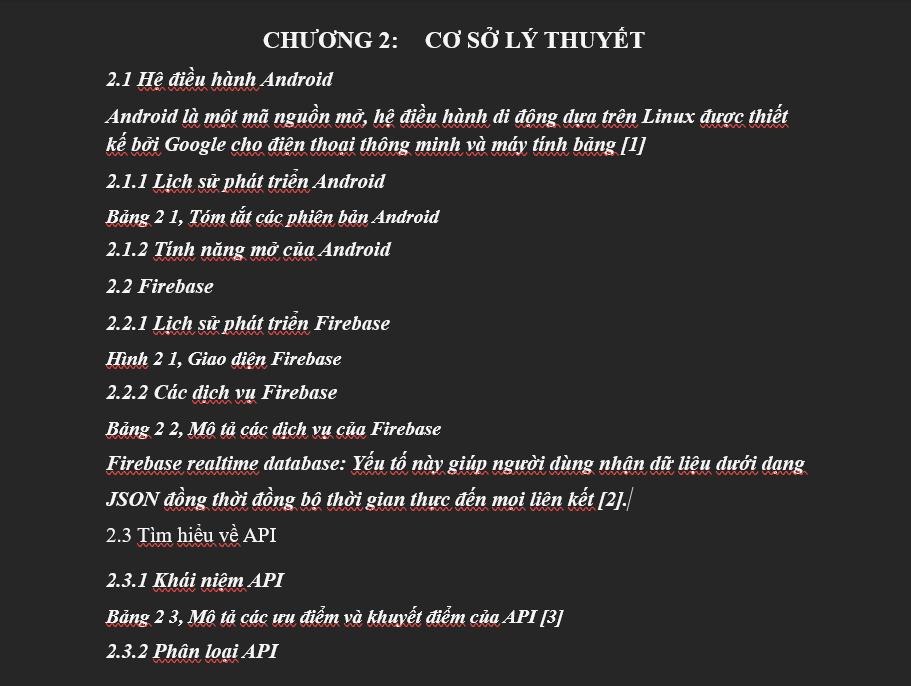 CHƯƠNG 2: CƠ SỞ LÝ THUYẾT
2.1 Hệ điều hành Android
Android là một mã nguồn mở, hệ điều hành di động dựa trên Linux được thiết
kế bởi Google cho điện thoại thông minh và máy tính bảng [1]
2.1.1 Lịch sử phát triển Android
Bảng 2 1, Tóm tắt các phiên bản Android
2.1.2 Tính năng mở của Android
2.2 Firebase
2.2.1 Lịch sử phát triển Firebase
Hình 2 1, Giao diện Firebase
2.2.2 Các dịch vụ Firebase
Bảng 2 2, Mô tả các dịch vụ của Firebase
Firebase realtime database: Yếu tố này giúp người dùng nhận dữ liệu dưới dạng
JSON đồng thời đồng bộ thời gian thực đến mọi liên kết [2].
2.3 Tìm hiểu về API
2.3.1 Khái niệm API
Bảng 2 3, Mô tả các ưu điểm và khuyết điểm của API [3]
2.3.2 Phân loại API